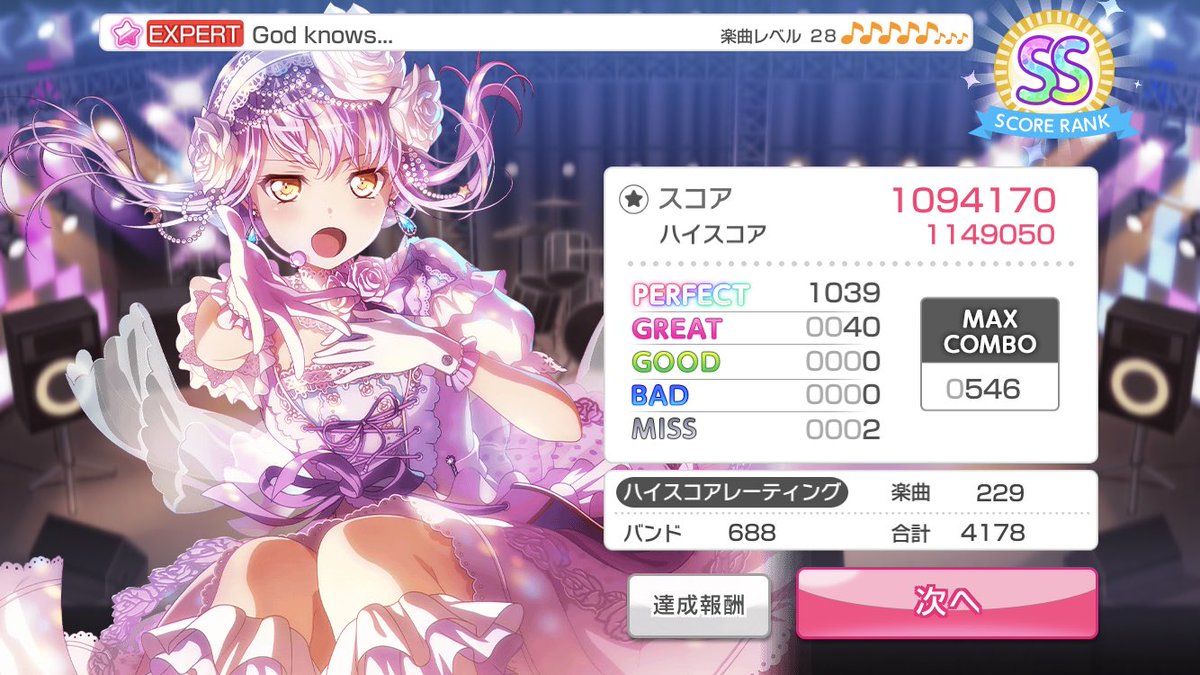 EXPERT God knows... 楽曲レベル 28
SS
SCORE RANK
スコア 1094170
ハイスコア 1149050
PERFECT 1039
GREAT 0040
GOOD 0000
BAD 0000
MISS 0002
MAX
COMBO
0546
ハイスコアレーティング 楽曲 229
バンド 688 合計 4178
達成報酬
次へ